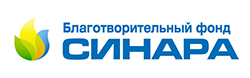 Благотворительный фонд
СИНАРА